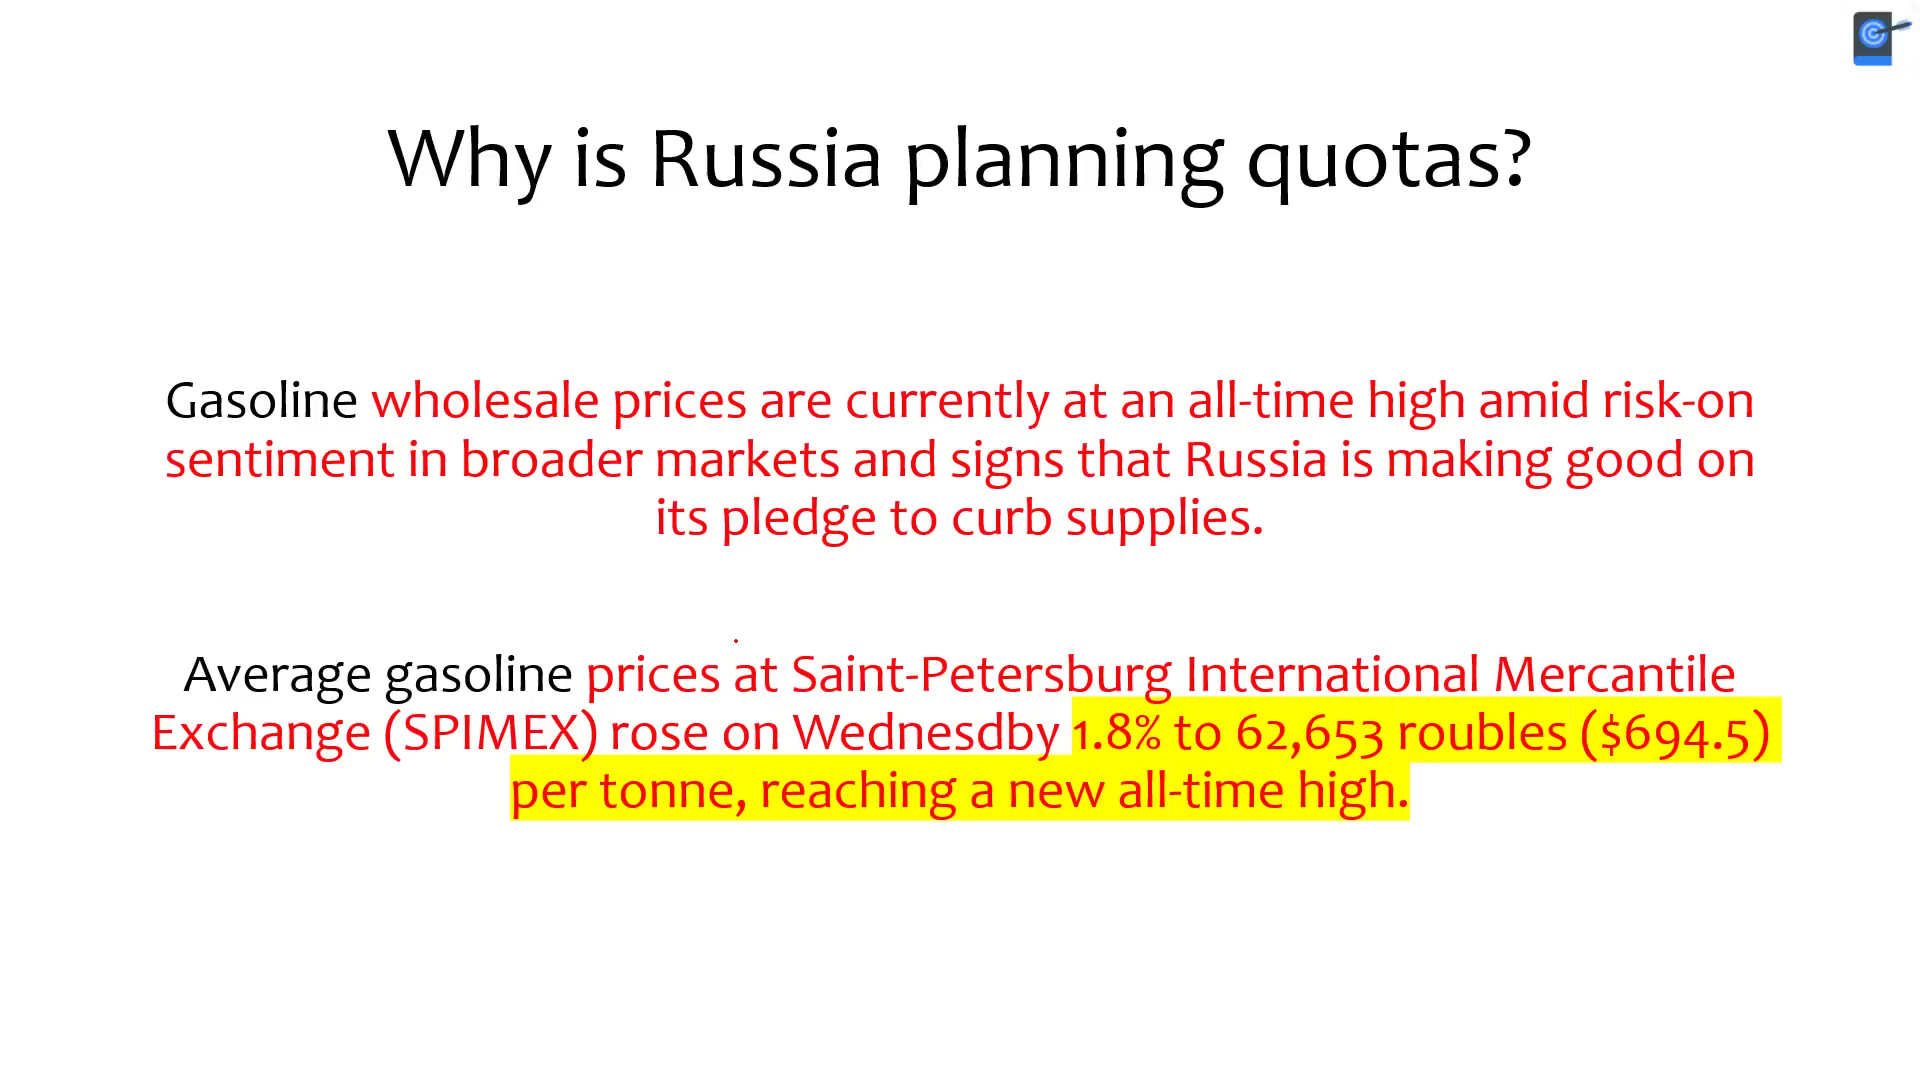 Why is Russia planning quotas?
Gasoline wholesale prices are currently at an all-time high amid risk-on
sentiment in broader markets and signs that Russia is making good on
its pledge to curb supplies.
Average gasoline prices at Saint-Petersburg International Mercantile
Exchange (SPIMEX) rose on Wednesdby 1.8% to 62,653 roubles ($694.5)
per tonne, reaching a new all-time high.